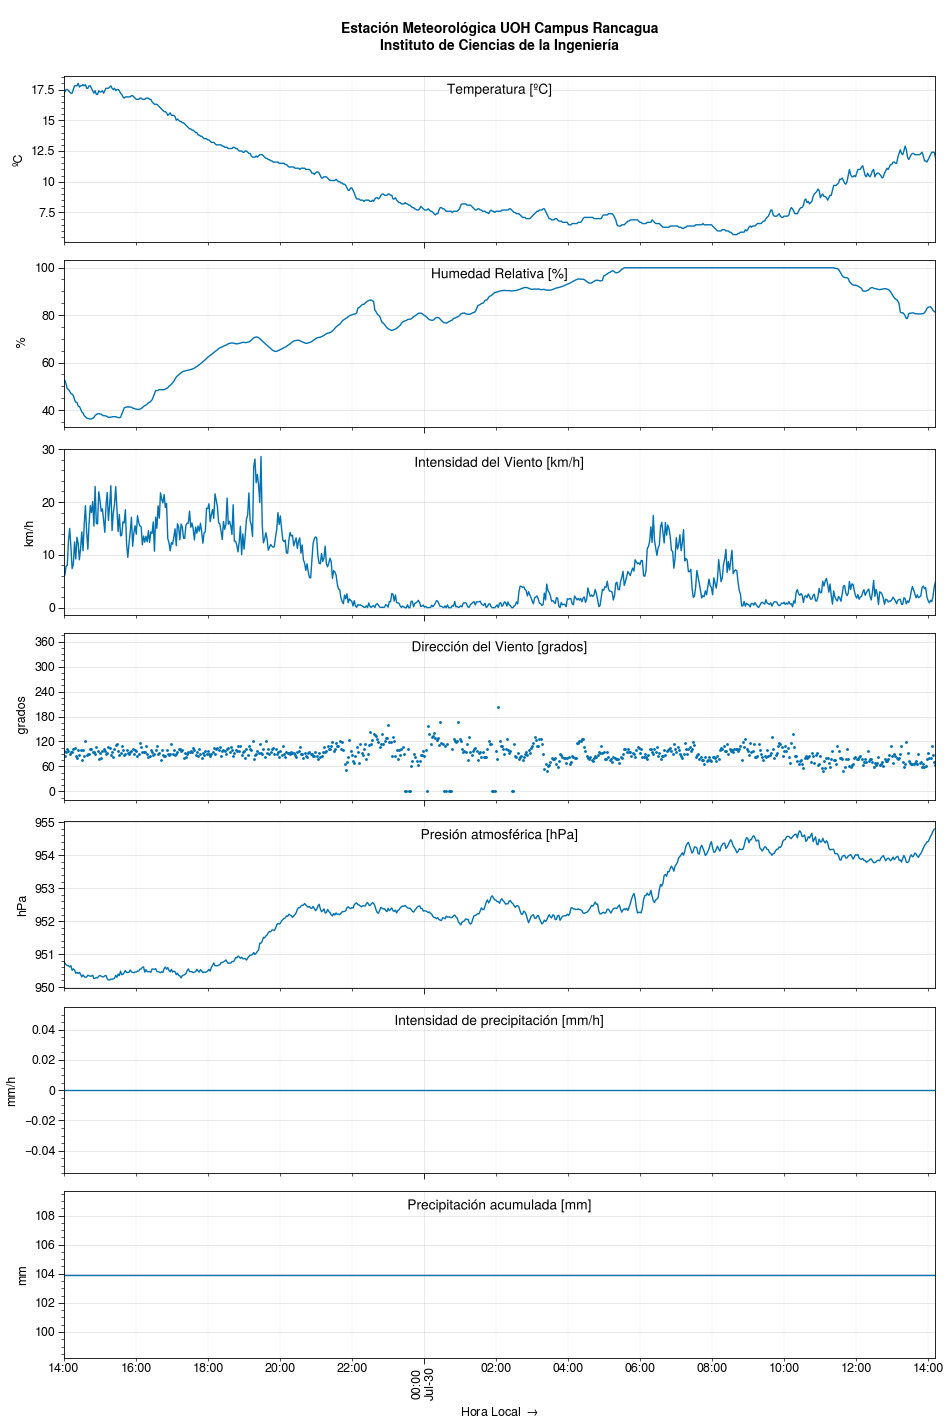 Estación Meteorológica UOH Campus Rancagua
Instituto de Ciencias de la Ingeniería
Temperatura [ºC]
ºC
17.5
15
12.5
10
7.5
Humedad Relativa [%]
%
100
80
60
40
Intensidad del Viento [km/h]
km/h
30
20
10
0
Dirección del Viento [grados]
grados
360
300
240
180
120
60
0
Presión atmosférica [hPa]
hPa
955
954
953
952
951
950
Intensidad de precipitación [mm/h]
mm/h
0.04
0.02
0
−0.02
−0.04
Precipitación acumulada [mm]
mm
108
106
104
102
100
14:00 16:00 18:00 20:00 22:00 00:00 02:00 04:00 06:00 08:00 10:00 12:00 14:00
Jul-30
Hora Local →